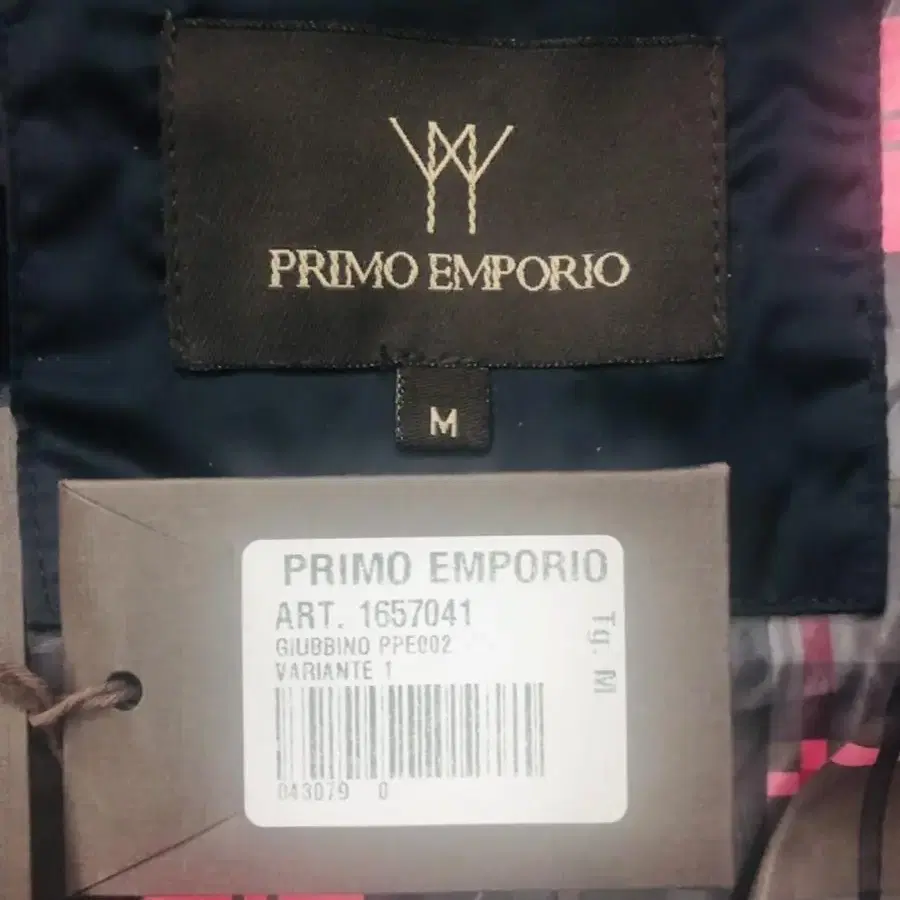 PRIMO EMPORIO
M
PRIMO EMPORIO
ART. 1657041
GIUBBINO PPE002
VARIANTE 1
Tg. M
043079 0